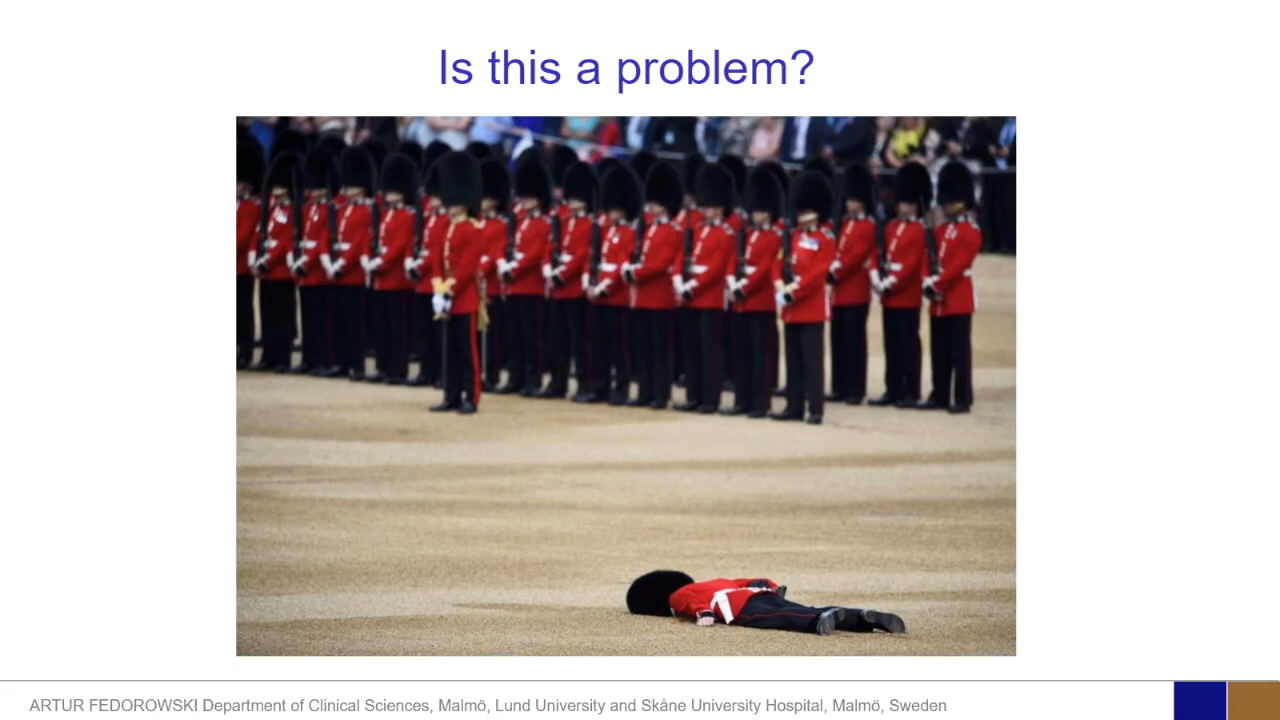 Is this a problem?
ARTUR FEDOROWSKI Department of Clinical Sciences, Malmö, Lund University and Skåne University Hospital, Malmö, Sweden